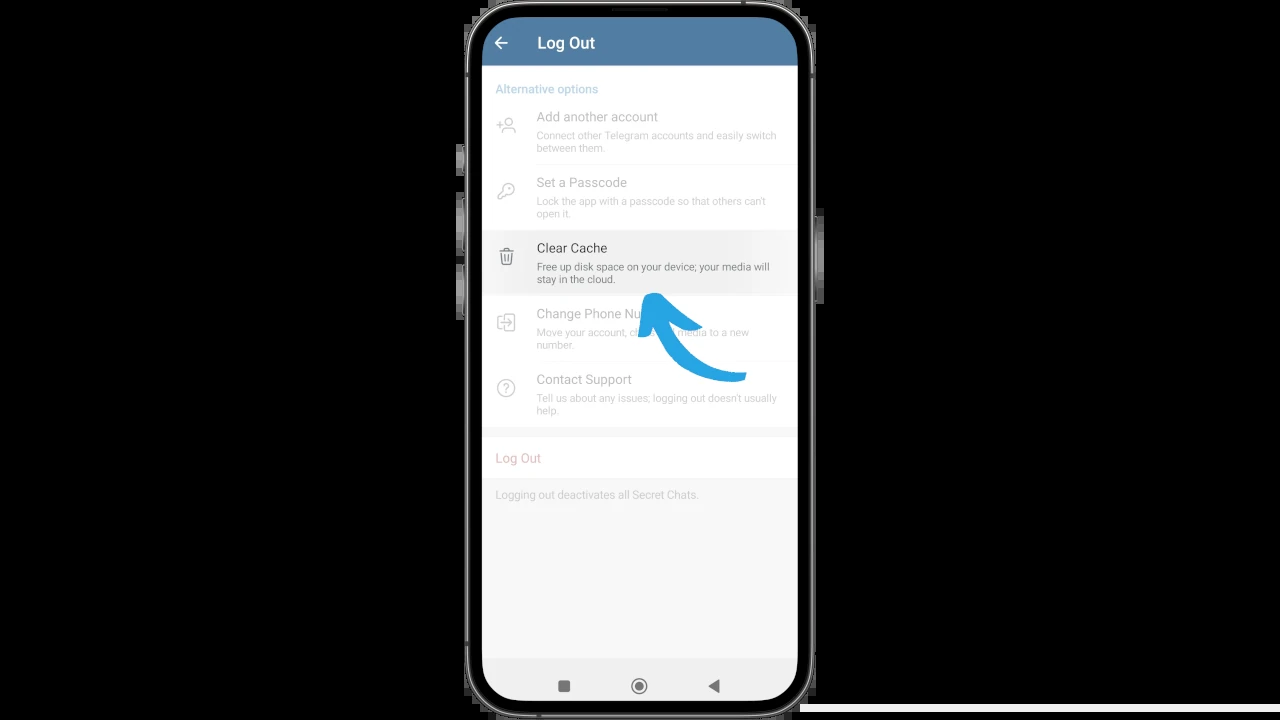 Log Out
Alternative options
Add another account
Connect other Telegram accounts and easily switch
between them.
Set a Passcode
Lock the app with a passcode so that others can't
open it.
Clear Cache
Free up disk space on your device; your media will
stay in the cloud.
Change Phone Nu
Move your account, media to a new
number.
Contact Support
Tell us about any issues; logging out doesn't usually
help.
Log Out
Logging out deactivates all Secret Chats.